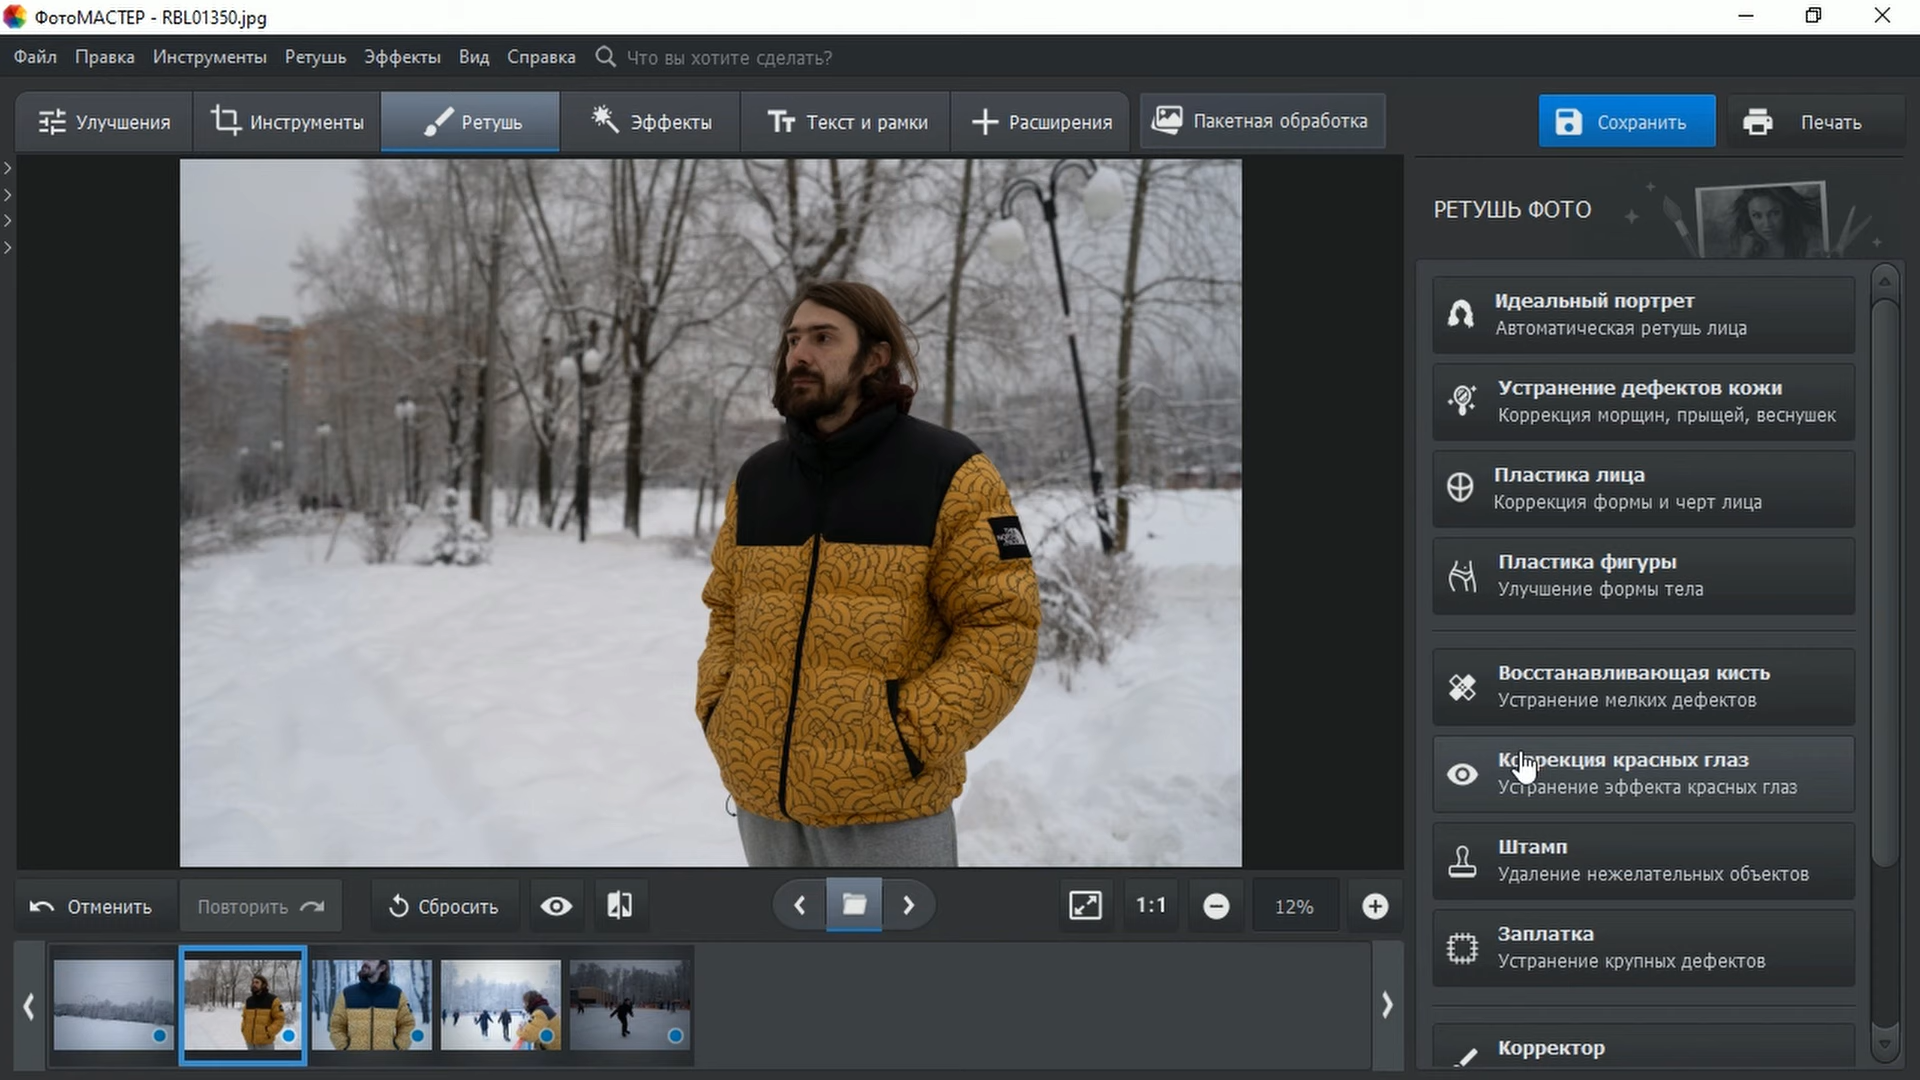 ФотоМАСТЕР - RBL01350.jpg
Файл Правка Инструменты Ретушь Эффекты Вид Справка Что вы хотите сделать?
Улучшения Инструменты Ретушь Эффекты Текст и рамки Расширения Пакетная обработка Сохранить Печать
РЕТУШЬ ФОТО
Идеальный портрет
Автоматическая ретушь лица
Устранение дефектов кожи
Коррекция морщин, прыщей, веснушек
Пластика лица
Коррекция формы и черт лица
Пластика фигуры
Улучшение формы тела
Восстанавливающая кисть
Устранение мелких дефектов
Коррекция красных глаз
Устранение эффекта красных глаз
Штамп
Удаление нежелательных объектов
Заплатка
Устранение крупных дефектов
Корректор
THE
NORTH
FACE
Отменить Повторить Сбросить 1:1 12%